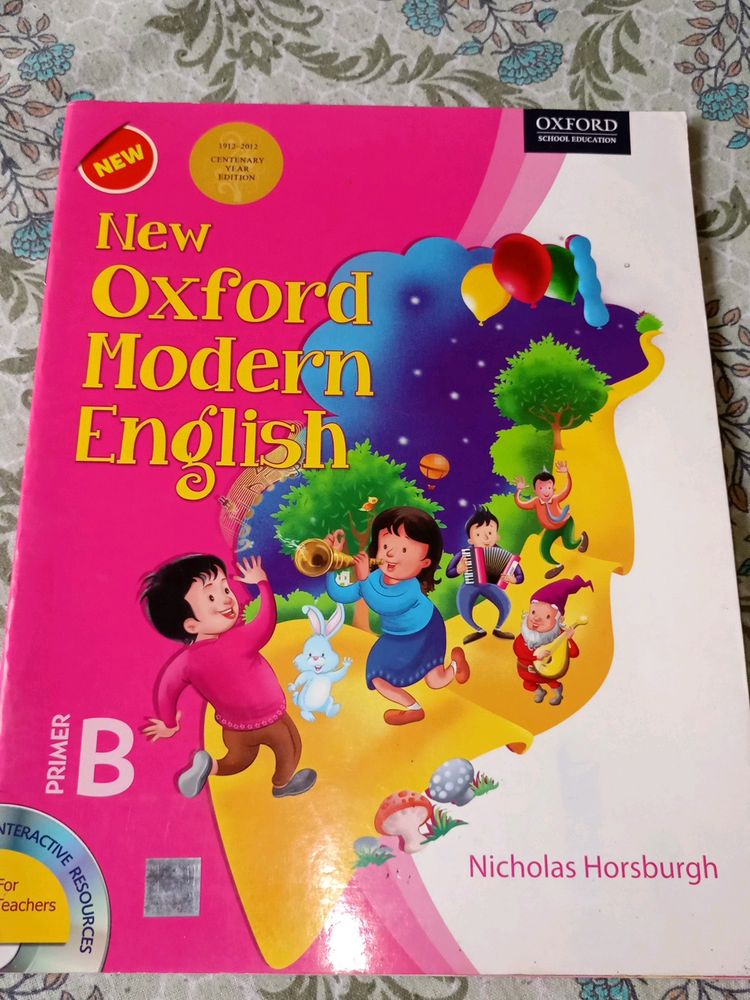 NEW
1912–2012
CENTENARY
YEAR
EDITION
OXFORD
SCHOOL EDUCATION
New
Oxford
Modern
English
PRIMER
B
NTERACTIVE RESOURCES
For
Teachers
Nicholas Horsburgh